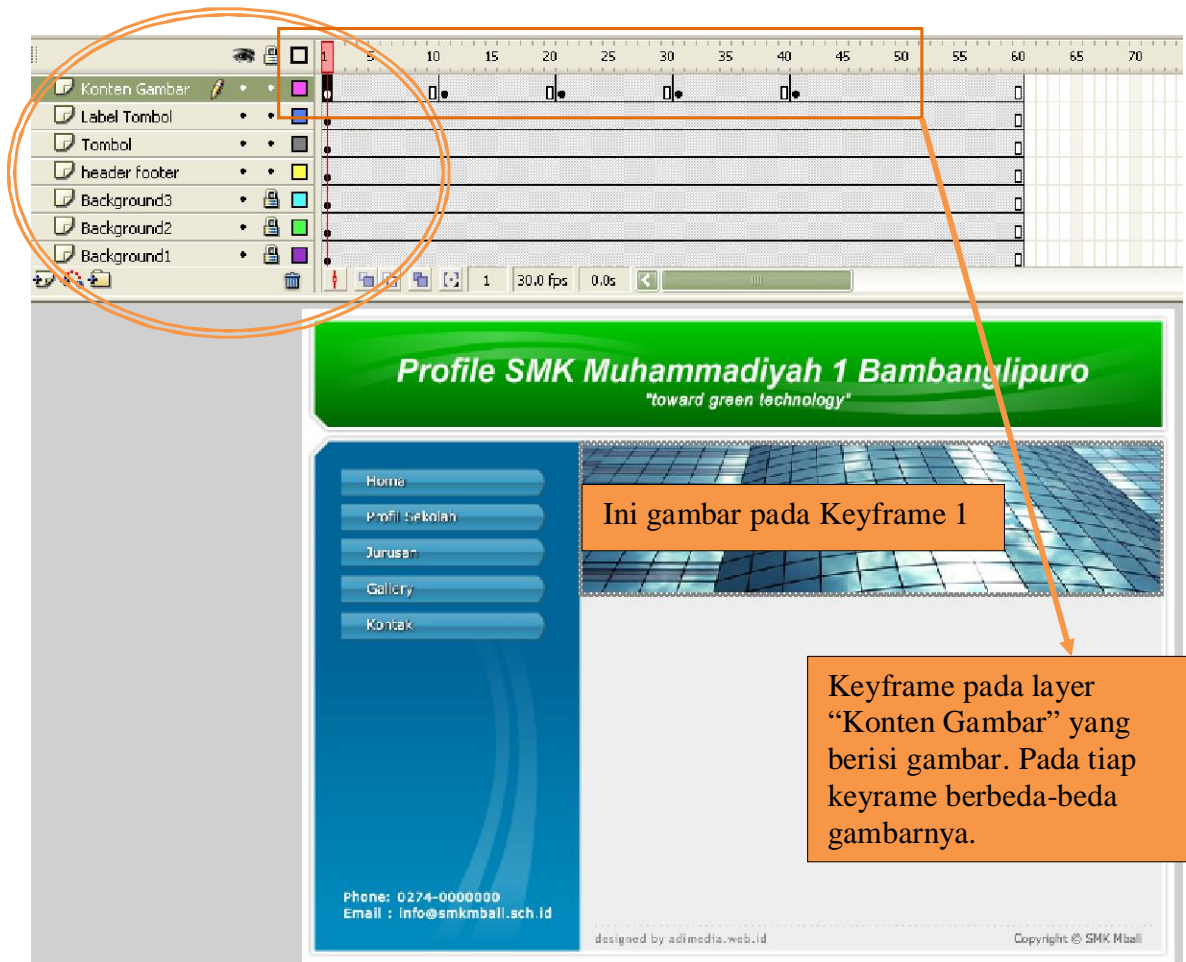 1 5 10 15 20 25 30 35 40 45 50 55 60 65 70
Konten Gambar
Label Tombol
Tombol
header footer
Background3
Background2
Background1
1 30.0 fps 0.0s
Profile SMK Muhammadiyah 1 Bambanglipuro
"toward green technology"
Home
Profil Sekolah
Jurusan
Gallery
Kontak
Ini gambar pada Keyframe 1
Keyframe pada layer
“Konten Gambar” yang
berisi gambar. Pada tiap
keyrame berbeda-beda
gambarnya.
Phone: 0274-0000000
Email : info@smkmbali.sch.id
designed by adimedia.web.id
Copyright © SMK Mbali